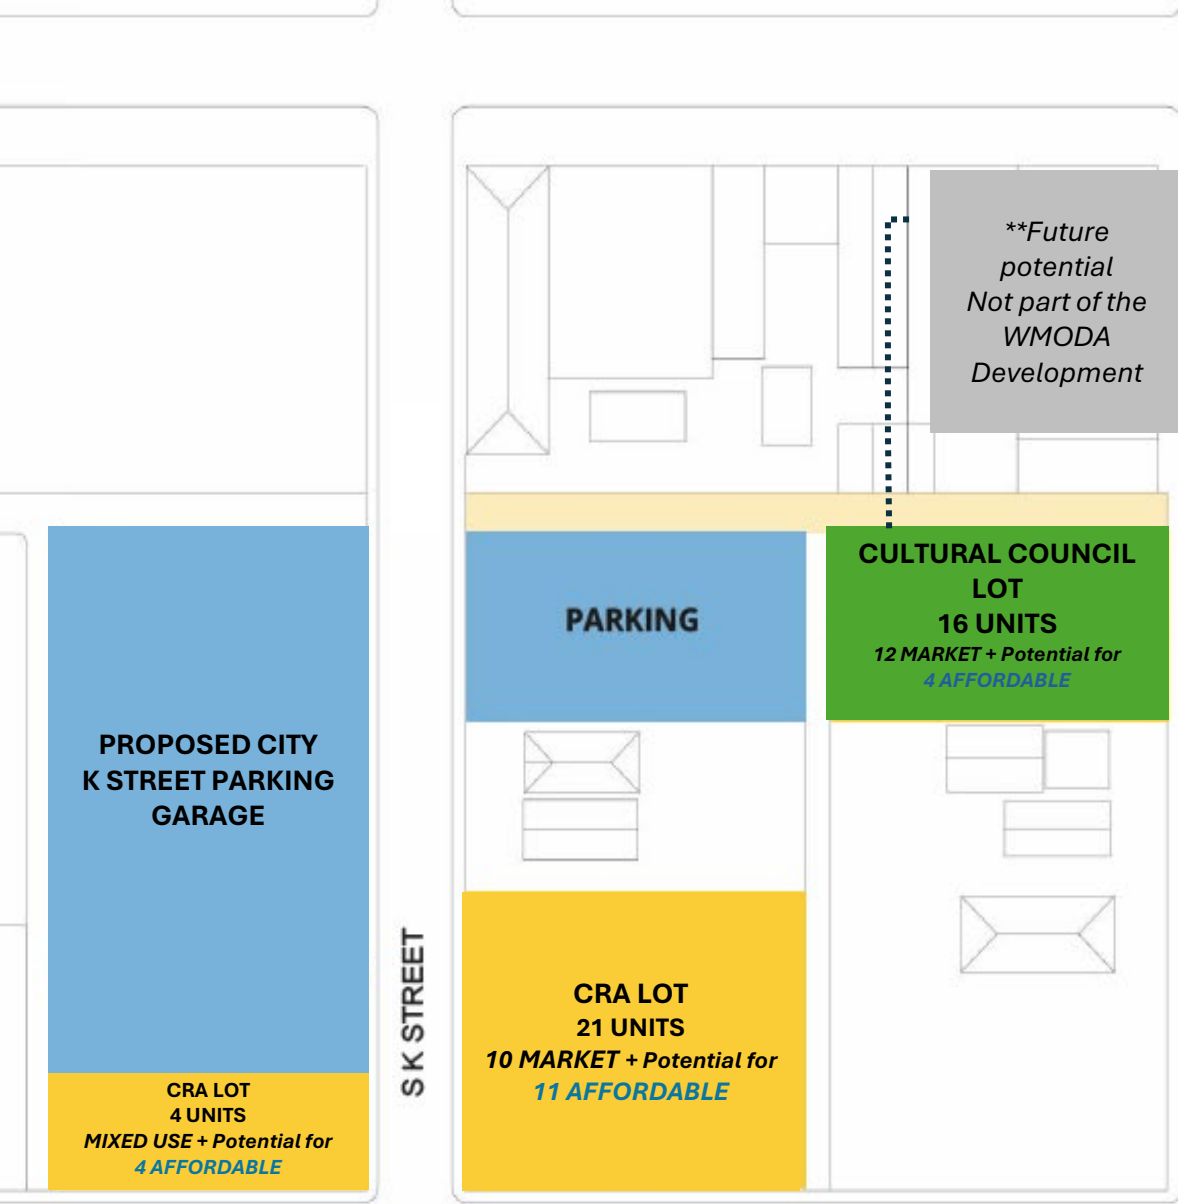 **Future
potential
Not part of the
WMODA
Development
CULTURAL COUNCIL
LOT
16 UNITS
12 MARKET + Potential for
4 AFFORDABLE
PARKING
PROPOSED CITY
K STREET PARKING
GARAGE
S K STREET
CRA LOT
21 UNITS
10 MARKET + Potential for
11 AFFORDABLE
CRA LOT
4 UNITS
MIXED USE + Potential for
4 AFFORDABLE